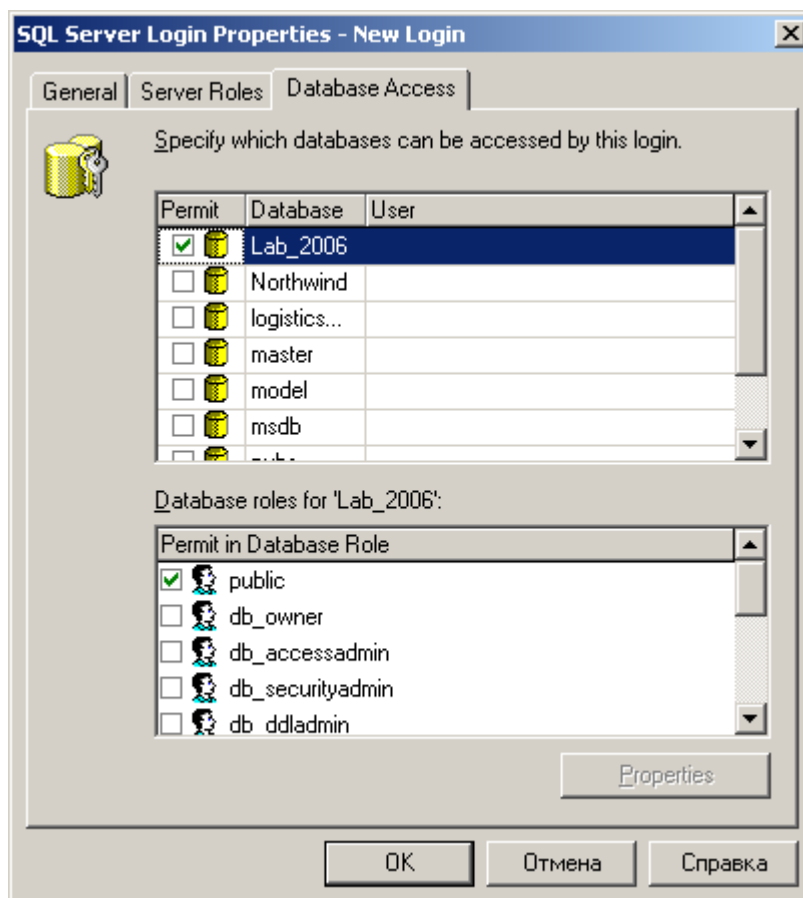 SQL Server Login Properties - New Login
General Server Roles Database Access
Specify which databases can be accessed by this login.
Permit Database User
Lab_2006
Northwind
logistics...
master
model
msdb
Database roles for 'Lab_2006':
Permit in Database Role
public
db_owner
db_accessadmin
db_securityadmin
db_ddladmin
Properties
OK Отмена Справка